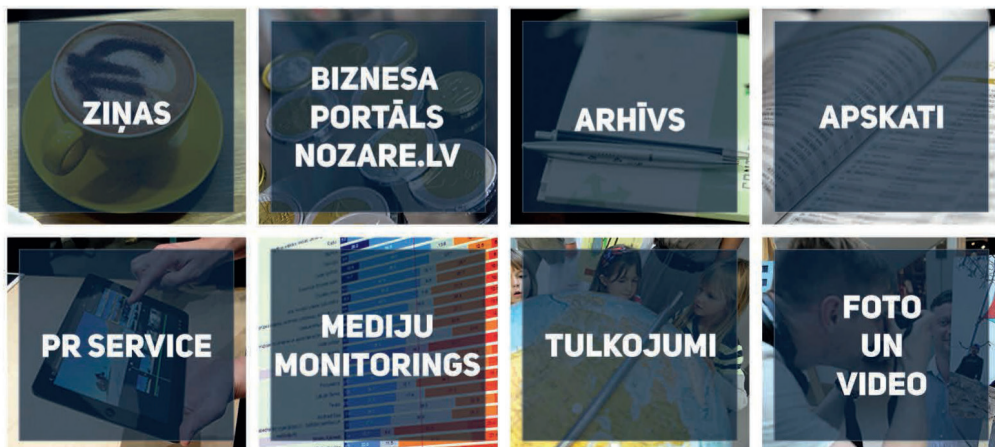 ZIŅAS
BIZNESA
PORTĀLS
NOZARE.LV
ARHĪVS
APSKATI
PR SERVICE
MEDIJU
MONITORINGS
TULKOJUMI
FOTO
UN
VIDEO